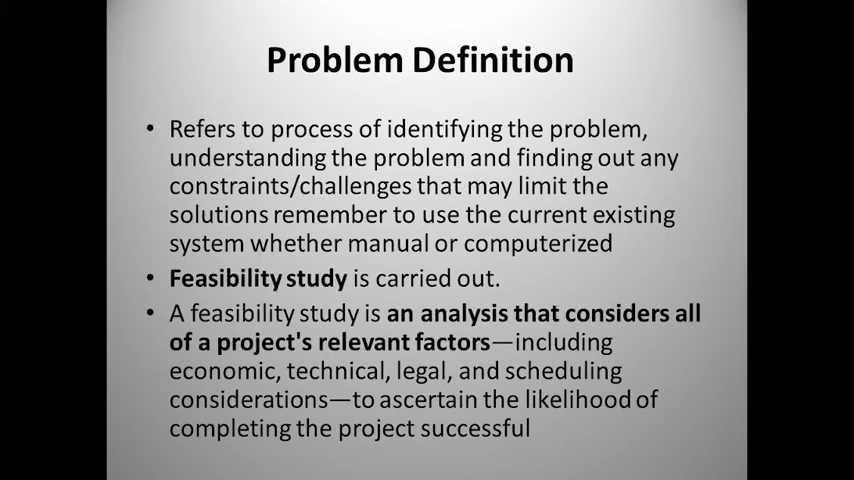 Problem Definition
• Refers to process of identifying the problem,
understanding the problem and finding out any
constraints/challenges that may limit the
solutions remember to use the current existing
system whether manual or computerized
• Feasibility study is carried out.
• A feasibility study is an analysis that considers all
of a project's relevant factors—including
economic, technical, legal, and scheduling
considerations—to ascertain the likelihood of
completing the project successful